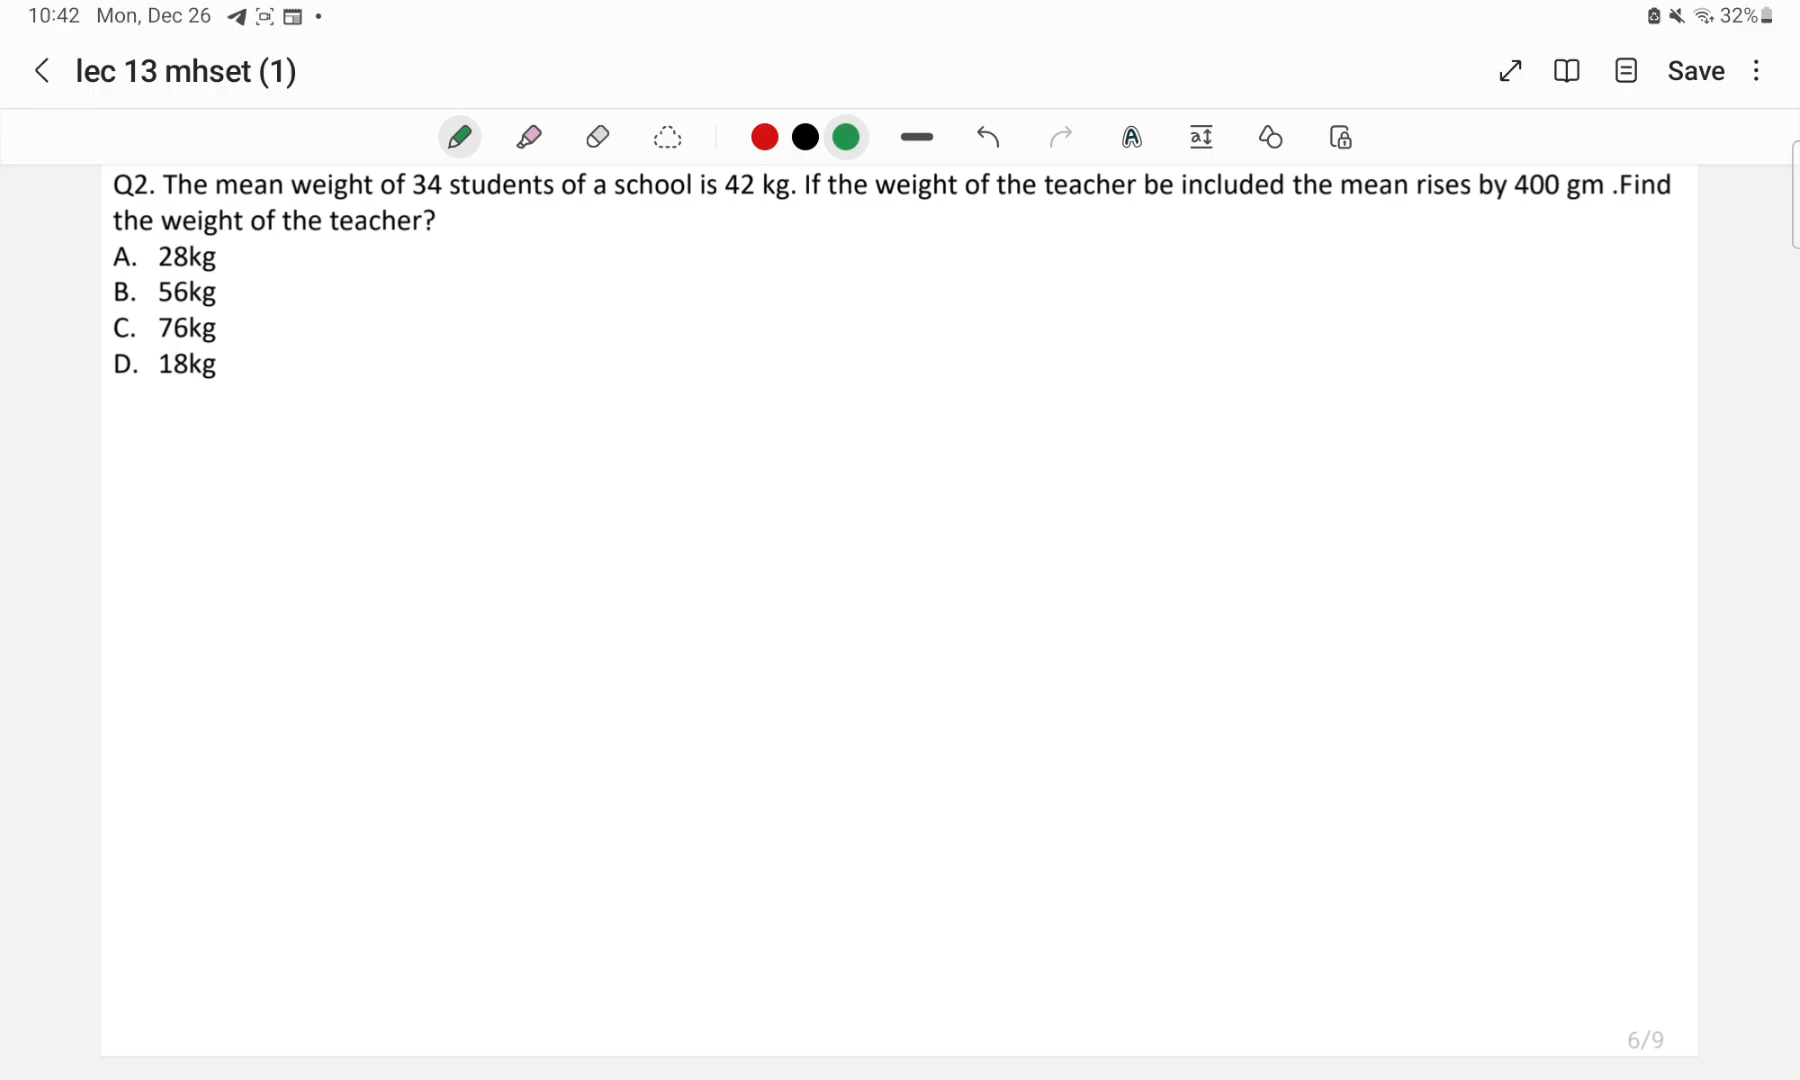 10:42 Mon, Dec 26 32%
lec 13 mhset (1) Save
Q2. The mean weight of 34 students of a school is 42 kg. If the weight of the teacher be included the mean rises by 400 gm .Find
the weight of the teacher?
A. 28kg
B. 56kg
C. 76kg
D. 18kg
6/9